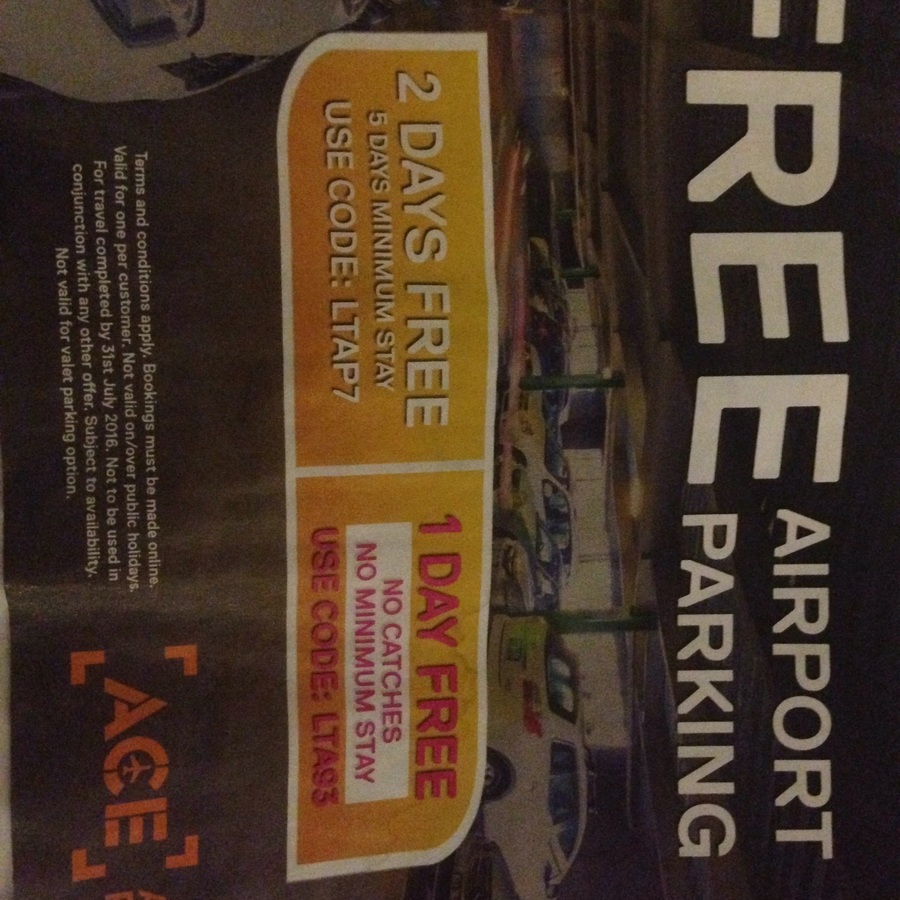 FREE
AIRPORT
PARKING
2 DAYS FREE
5 DAYS MINIMUM STAY
USE CODE: LTAP7
1 DAY FREE
NO CATCHES
NO MINIMUM STAY
USE CODE: LTA93
Terms and conditions apply. Bookings must be made online.
Valid for one per customer. Not valid on/over public holidays.
For travel completed by 31st July 2016. Not to be used in
conjunction with any other offer. Subject to availability.
Not valid for valet parking option.
ACE